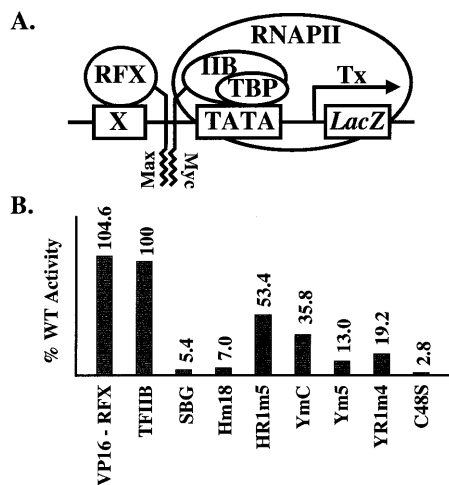 A.
RNAPII
RFX
IIB
TBP
Tx
X
TATA
LacZ
Max
Myc
B.
% WT Activity
104.6
100
5.4
7.0
53.4
35.8
13.0
19.2
2.8
VP16 - RFX
TFIIB
SBG
Hm18
HR1m5
YmC
Ym5
YR1m4
C48S